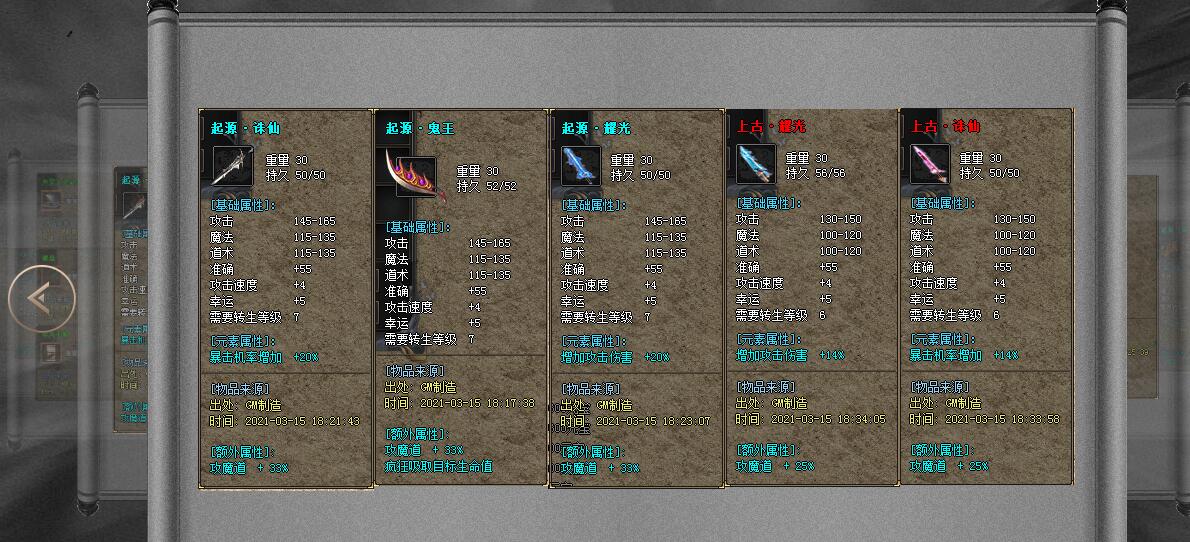 起源·诛仙
重量 30
持久 50/50
[基础属性]:
攻击 145-165
魔法 115-135
道术 115-135
准确 +55
攻击速度 +4
幸运 +5
需要转生等级 7
[元素属性]:
暴击机率增加 +20%
[物品来源]
出处: GM制造
时间: 2021-03-15 18:21:43
[额外属性]:
攻魔道 + 33%
起源·鬼王
重量 30
持久 52/52
[基础属性]:
攻击 145-165
魔法 115-135
道术 115-135
准确 +55
攻击速度 +4
幸运 +5
需要转生等级 7
[物品来源]
出处: GM制造
时间: 2021-03-15 18:17:38
[额外属性]:
攻魔道 + 33%
疯狂吸取目标生命值
起源·耀光
重量 30
持久 50/50
[基础属性]:
攻击 145-165
魔法 115-135
道术 115-135
准确 +55
攻击速度 +4
幸运 +5
需要转生等级 7
[元素属性]:
增加攻击伤害 +20%
[物品来源]
出处: GM制造
时间: 2021-03-15 18:23:07
[额外属性]:
攻魔道 + 33%
上古·耀光
重量 30
持久 56/56
[基础属性]:
攻击 130-150
魔法 100-120
道术 100-120
准确 +55
攻击速度 +4
幸运 +5
需要转生等级 6
[元素属性]:
增加攻击伤害 +14%
[物品来源]
出处: GM制造
时间: 2021-03-15 18:34:05
[额外属性]:
攻魔道 + 25%
上古·诛仙
重量 30
持久 50/50
[基础属性]:
攻击 130-150
魔法 100-120
道术 100-120
准确 +55
攻击速度 +4
幸运 +5
需要转生等级 6
[元素属性]:
暴击机率增加 +14%
[物品来源]
出处: GM制造
时间: 2021-03-15 18:33:58
[额外属性]:
攻魔道 + 25%